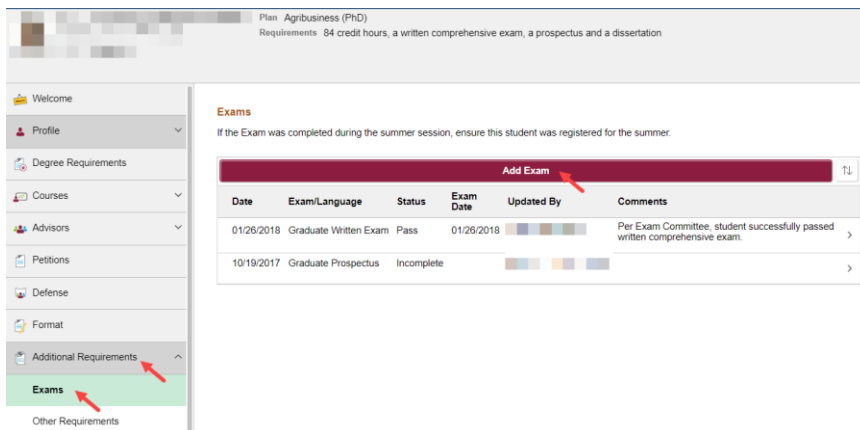 Plan Agribusiness (PhD)
Requirements 84 credit hours, a written comprehensive exam, a prospectus and a dissertation
Welcome
Profile
Degree Requirements
Courses
Advisors
Petitions
Defense
Format
Additional Requirements
Exams
Other Requirements
Exams
If the Exam was completed during the summer session, ensure this student was registered for the summer.
Add Exam
Date Exam/Language Status Exam Date Updated By Comments
01/26/2018 Graduate Written Exam Pass 01/26/2018 Per Exam Committee, student successfully passed
written comprehensive exam.
10/19/2017 Graduate Prospectus Incomplete